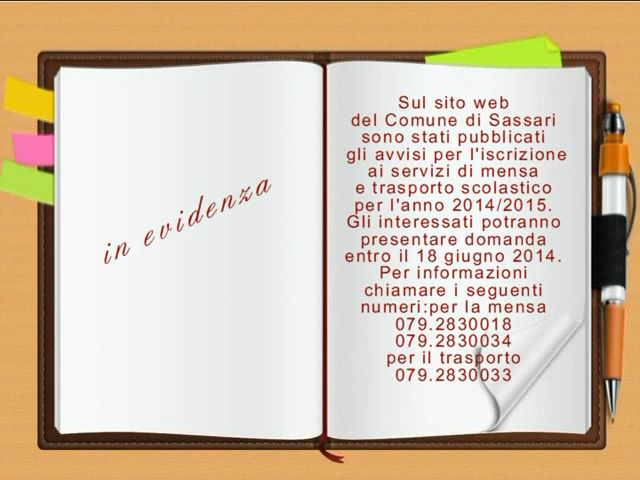 in evidenza
Sul sito web
del Comune di Sassari
sono stati pubblicati
gli avvisi per l'iscrizione
ai servizi di mensa
e trasporto scolastico
per l'anno 2014/2015.
Gli interessati potranno
presentare domanda
entro il 18 giugno 2014.
Per informazioni
chiamare i seguenti
numeri:per la mensa
079.2830018
079.2830034
per il trasporto
079.2830033